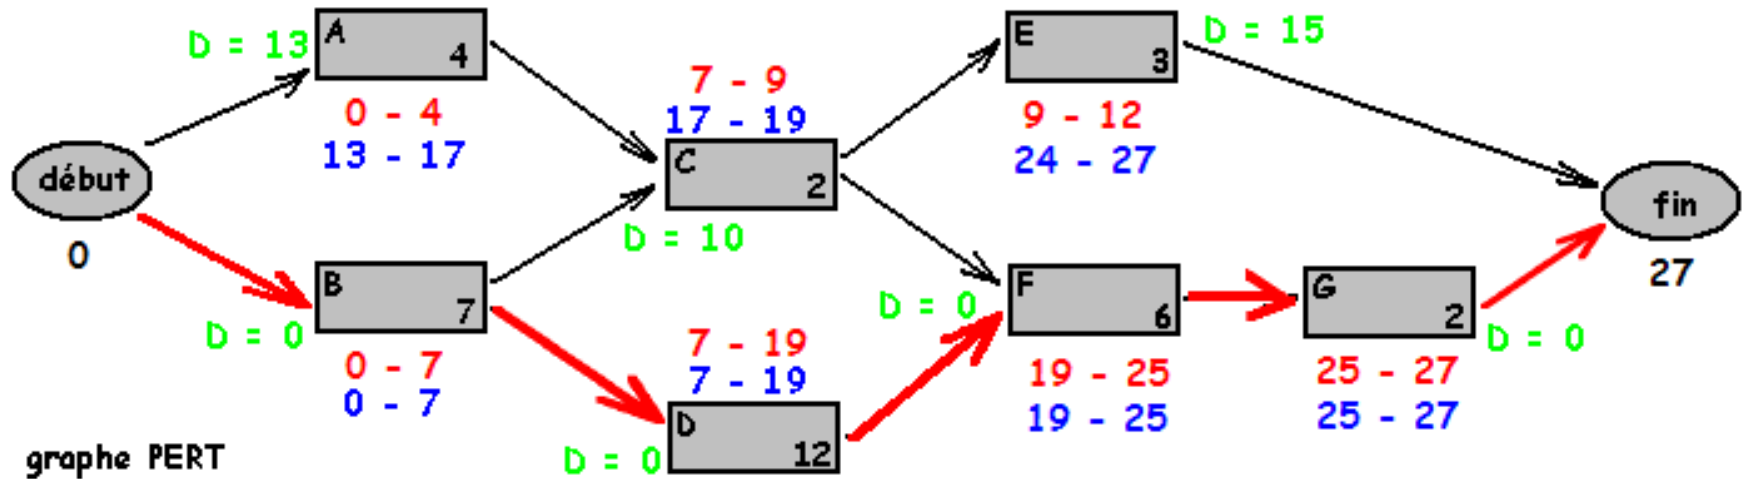 D = 13
A
4
0 - 4
13 - 17
7 - 9
17 - 19
C
2
D = 10
E
3
D = 15
9 - 12
24 - 27
début
0
fin
27
B
7
D = 0
0 - 7
0 - 7
7 - 19
7 - 19
D
12
D = 0
D = 0
F
6
19 - 25
19 - 25
G
2
D = 0
25 - 27
25 - 27
graphe PERT